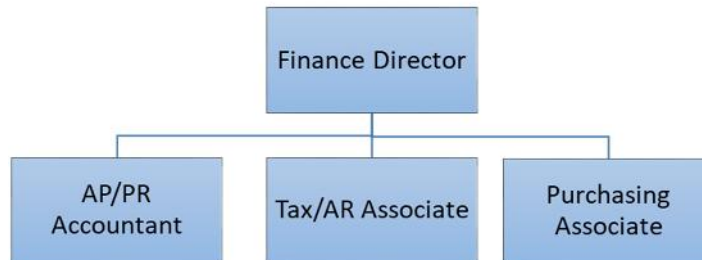 Finance Director
AP/PR
Accountant
Tax/AR Associate
Purchasing
Associate